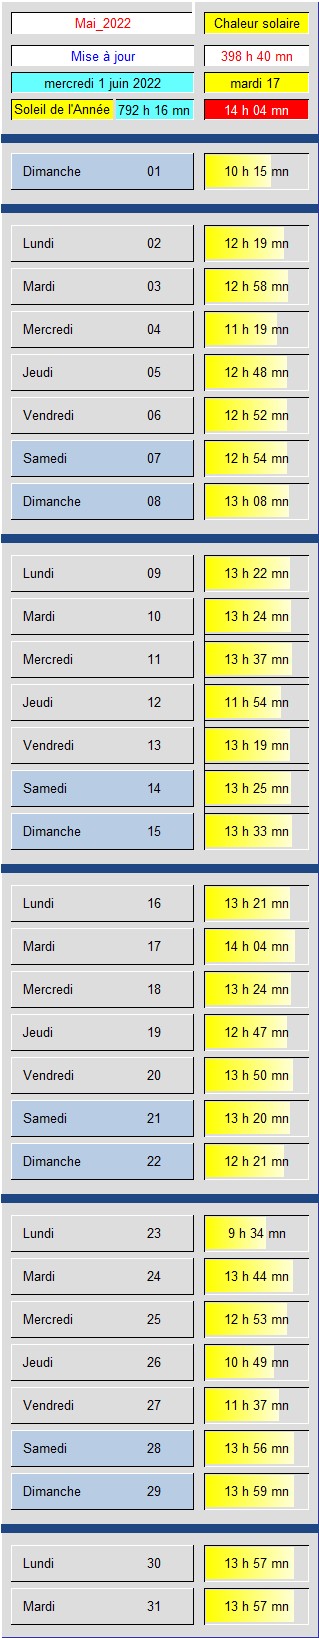 Mai_2022 Chaleur solaire
Mise à jour 398 h 40 mn
mercredi 1 juin 2022 mardi 17
Soleil de l'Année 792 h 16 mn 14 h 04 mn
Dimanche 01 10 h 15 mn
Lundi 02 12 h 19 mn
Mardi 03 12 h 58 mn
Mercredi 04 11 h 19 mn
Jeudi 05 12 h 48 mn
Vendredi 06 12 h 52 mn
Samedi 07 12 h 54 mn
Dimanche 08 13 h 08 mn
Lundi 09 13 h 22 mn
Mardi 10 13 h 24 mn
Mercredi 11 13 h 37 mn
Jeudi 12 11 h 54 mn
Vendredi 13 13 h 19 mn
Samedi 14 13 h 25 mn
Dimanche 15 13 h 33 mn
Lundi 16 13 h 21 mn
Mardi 17 14 h 04 mn
Mercredi 18 13 h 24 mn
Jeudi 19 12 h 47 mn
Vendredi 20 13 h 50 mn
Samedi 21 13 h 20 mn
Dimanche 22 12 h 21 mn
Lundi 23 9 h 34 mn
Mardi 24 13 h 44 mn
Mercredi 25 12 h 53 mn
Jeudi 26 10 h 49 mn
Vendredi 27 11 h 37 mn
Samedi 28 13 h 56 mn
Dimanche 29 13 h 59 mn
Lundi 30 13 h 57 mn
Mardi 31 13 h 57 mn